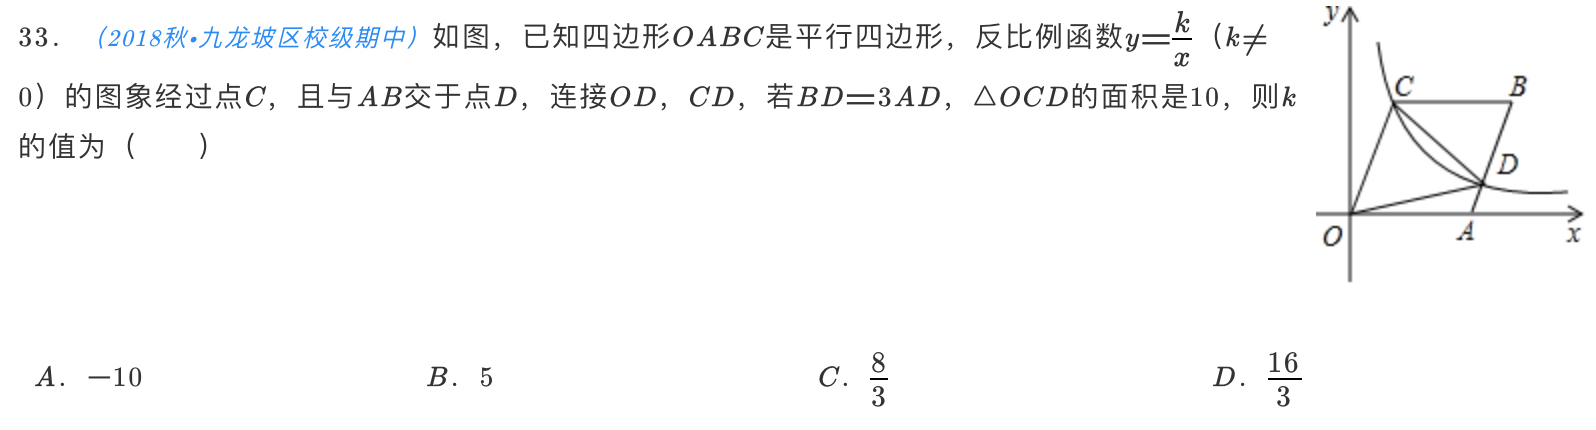 33. （2018秋·九龙坡区校级期中）如图，已知四边形OABC是平行四边形，反比例函数y=k/x（k≠
0）的图象经过点C，且与AB交于点D，连接OD，CD，若BD=3AD，△OCD的面积是10，则k
的值为（　　）
y
C B
D
O A x
A. −10 B. 5 C. 8/3 D. 16/3